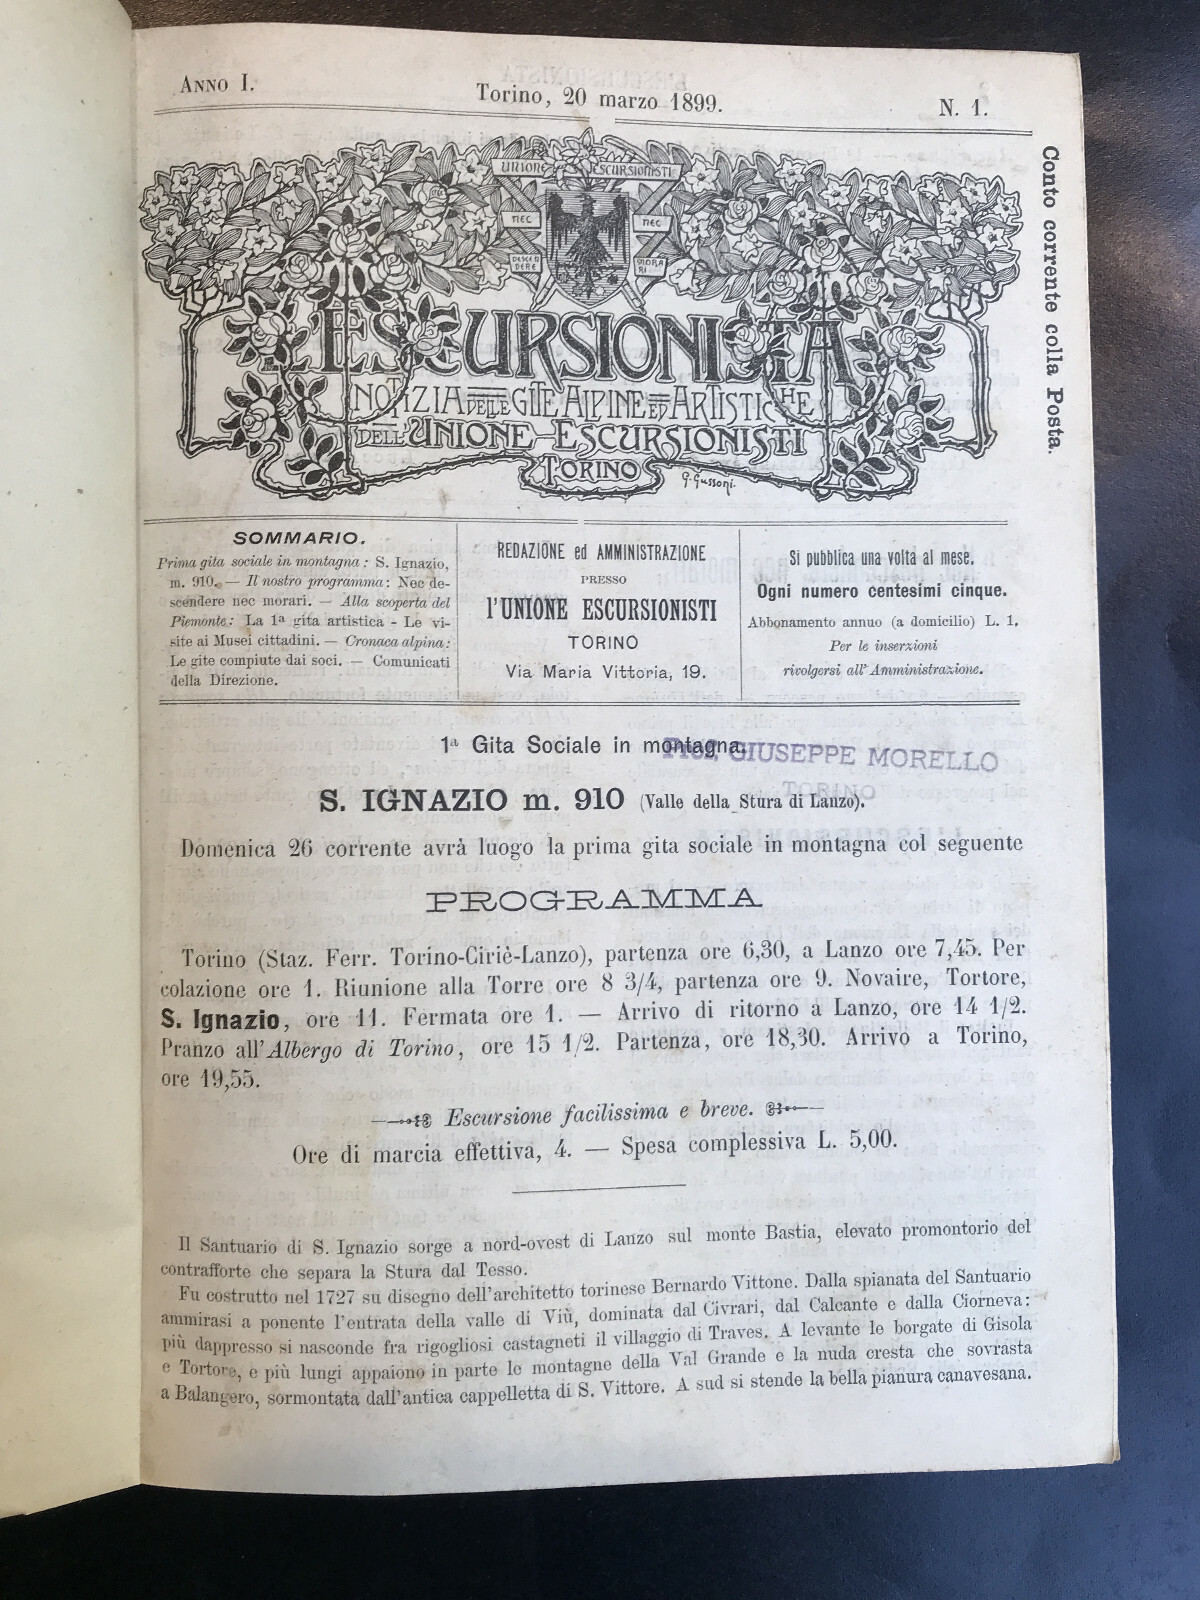 ANNO I.
Torino, 20 marzo 1899.
N. 1.
Conto corrente colla Posta.
UNIONE ESCURSIONISTI
NEC NEC
DESCENDERE MORARI
L'ESCURSIONISTA
NOTIZIA DELLE GITE ALPINE ED ARTISTICHE
DELL'UNIONE ESCURSIONISTI
TORINO
G. Gussoni.
SOMMARIO.
Prima gita sociale in montagna: S. Ignazio,
m. 910. — Il nostro programma: Nec de-
scendere nec morari. — Alla scoperta del
Piemonte: La 1ª gita artistica - Le vi-
site ai Musei cittadini. — Cronaca alpina:
Le gite compiute dai soci. — Comunicati
della Direzione.
REDAZIONE ed AMMINISTRAZIONE
PRESSO
l'UNIONE ESCURSIONISTI
TORINO
Via Maria Vittoria, 19.
Si pubblica una volta al mese.
Ogni numero centesimi cinque.
Abbonamento annuo (a domicilio) L. 1.
Per le inserzioni
rivolgersi all'Amministrazione.
1ª Gita Sociale in montagna.
Prof. GIUSEPPE MORELLO
TORINO
S. IGNAZIO m. 910 (Valle della Stura di Lanzo).
Domenica 26 corrente avrà luogo la prima gita sociale in montagna col seguente
PROGRAMMA
Torino (Staz. Ferr. Torino-Ciriè-Lanzo), partenza ore 6,30, a Lanzo ore 7,45. Per
colazione ore 1. Riunione alla Torre ore 8 3/4, partenza ore 9. Novaire, Tortore,
S. Ignazio, ore 11. Fermata ore 1. — Arrivo di ritorno a Lanzo, ore 14 1/2.
Pranzo all'Albergo di Torino, ore 15 1/2. Partenza, ore 18,30. Arrivo a Torino,
ore 19,55.
Escursione facilissima e breve.
Ore di marcia effettiva, 4. — Spesa complessiva L. 5,00.
Il Santuario di S. Ignazio sorge a nord-ovest di Lanzo sul monte Bastia, elevato promontorio del
contrafforte che separa la Stura dal Tesso.
Fu costrutto nel 1727 su disegno dell'architetto torinese Bernardo Vittone. Dalla spianata del Santuario
ammirasi a ponente l'entrata della valle di Viù, dominata dal Civrari, dal Calcante e dalla Ciorneva:
più dappresso si nasconde fra rigogliosi castagneti il villaggio di Traves. A levante le borgate di Gisola
e Tortore, e più lungi appaiono in parte le montagne della Val Grande e la nuda cresta che sovrasta
a Balangero, sormontata dall'antica cappelletta di S. Vittore. A sud si stende la bella pianura canavesana.